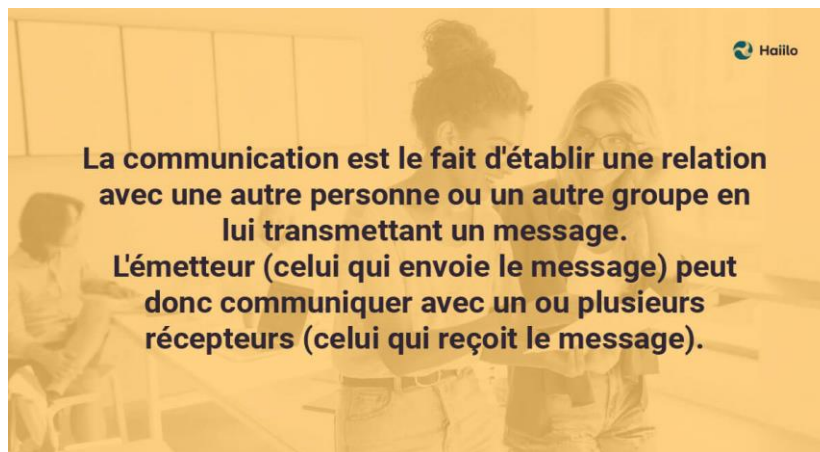 Haiilo
La communication est le fait d'établir une relation
avec une autre personne ou un autre groupe en
lui transmettant un message.
L'émetteur (celui qui envoie le message) peut
donc communiquer avec un ou plusieurs
récepteurs (celui qui reçoit le message).